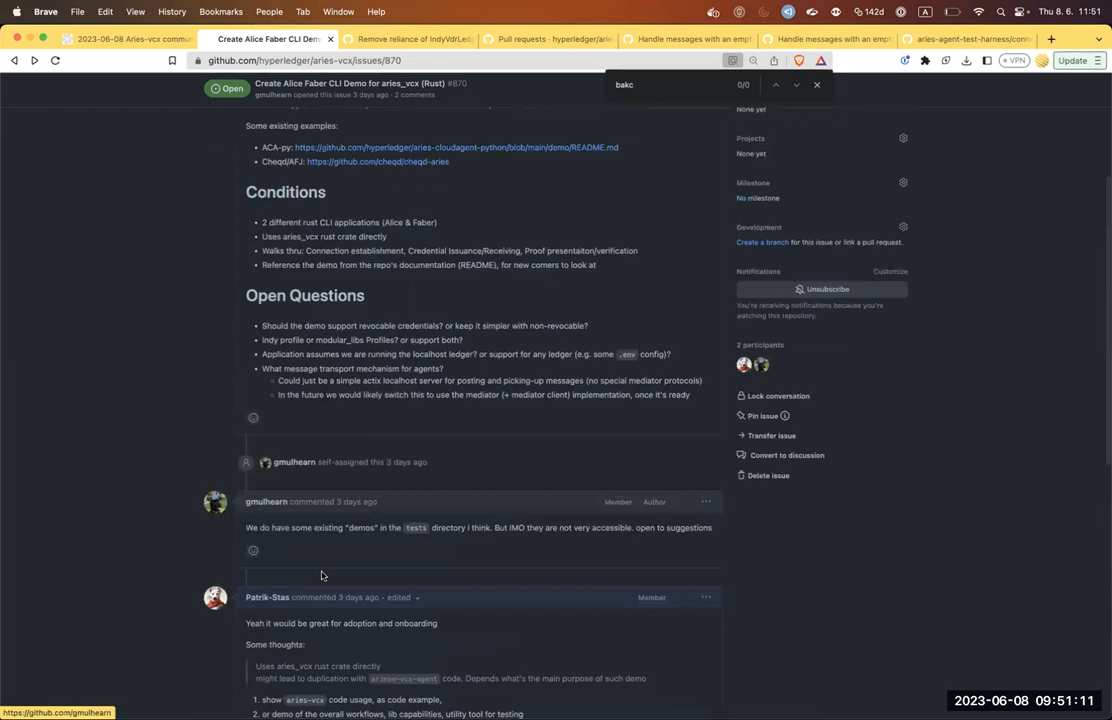 Brave File Edit View History Bookmarks People Tab Window Help 142d A Thu 8. 6. 11:51
2023-06-08 Aries-vcx commun
Create Alice Faber CLI Dem
Remove reliance of IndyVdrLed
Pull requests · hyperledger/arie
Handle messages with an empt
Handle messages with an empt
aries-agent-test-harness/conn
github.com/hyperledger/aries-vcx/issues/870
VPN
Update
bakc 0/0
Open
Create Alice Faber CLI Demo for aries_vcx (Rust) #870
gmulhearn opened this issue 3 days ago · 2 comments
Some existing examples:
• ACA-py: https://github.com/hyperledger/aries-cloudagent-python/blob/main/demo/README.md
• Cheqd/AFJ: https://github.com/cheqd/cheqd-aries
Conditions
• 2 different rust CLI applications (Alice & Faber)
• Uses aries_vcx rust crate directly
• Walks thru: Connection establishment, Credential Issuance/Receiving, Proof presentaiton/verification
• Reference the demo from the repo's documentation (README), for new comers to look at
Open Questions
• Should the demo support revocable credentials? or keep it simpler with non-revocable?
• Indy profile or modular_libs Profiles? or support both?
• Application assumes we are running the localhost ledger? or support for any ledger (e.g. some .env config)?
• What message transport mechanism for agents?
Could just be a simple actix localhost server for posting and picking-up messages (no special mediator protocols)
In the future we would likely switch this to use the mediator (+ mediator client) implementation, once it's ready
gmulhearn self-assigned this 3 days ago
gmulhearn commented 3 days ago Member Author ···
We do have some existing "demos" in the tests directory i think. But IMO they are not very accessible. open to suggestions
Patrik-Stas commented 3 days ago · edited Member ···
Yeah it would be great for adoption and onboarding
Some thoughts:
Uses aries_vcx rust crate directly
might lead to duplication with ariese-vcx-agent code. Depends what's the main purpose of such demo
1. show aries-vcx code usage, as code example,
2. or demo of the overall workflows, lib capabilities, utility tool for testing
None yet
Projects
None yet
Milestone
No milestone
Development
Create a branch for this issue or link a pull request.
Notifications Customize
Unsubscribe
You're receiving notifications because you're
watching this repository.
2 participants
Lock conversation
Pin issue
Transfer issue
Convert to discussion
Delete issue
https://github.com/gmulhearn
2023-06-08 09:51:11